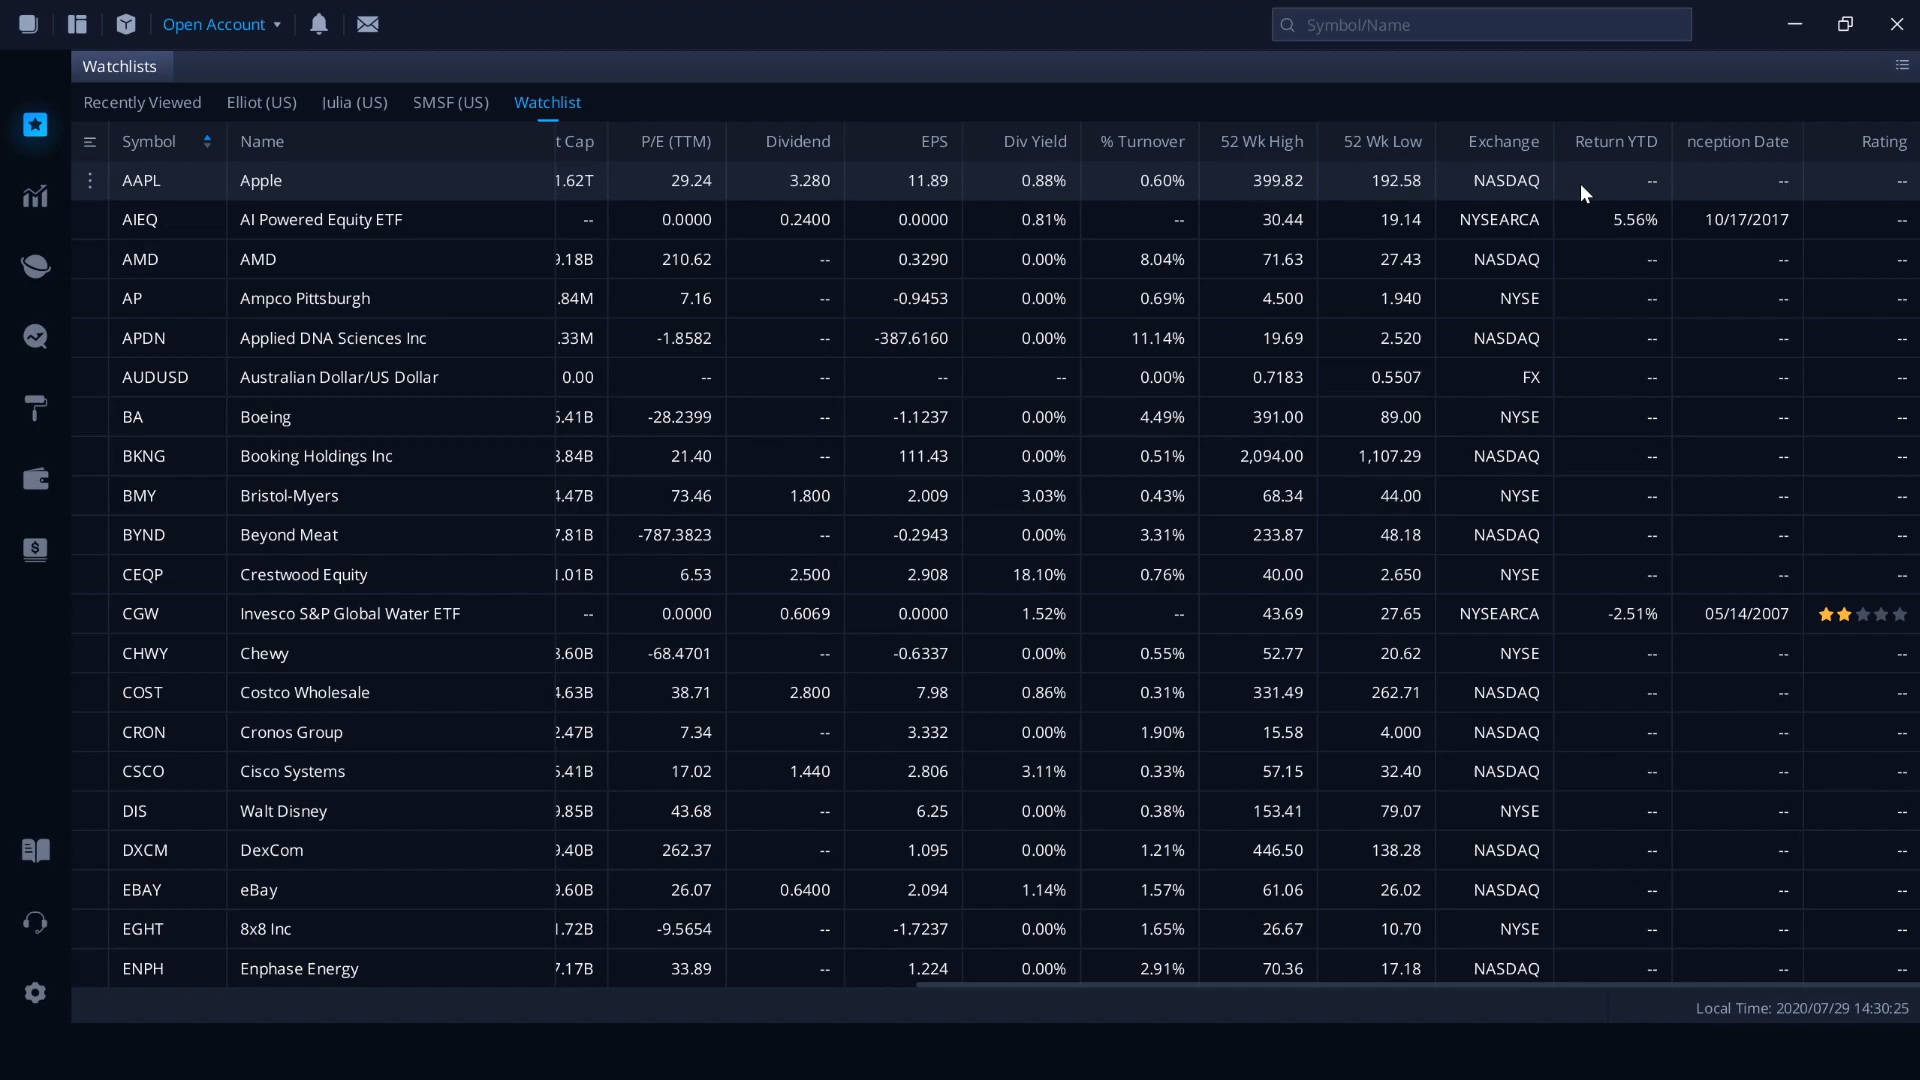 Open Account
Symbol/Name
Watchlists
Recently Viewed Elliot (US) Julia (US) SMSF (US) Watchlist
Symbol Name t Cap P/E (TTM) Dividend EPS Div Yield % Turnover 52 Wk High 52 Wk Low Exchange Return YTD nception Date Rating
AAPL Apple 1.62T 29.24 3.280 11.89 0.88% 0.60% 399.82 192.58 NASDAQ -- -- --
AIEQ AI Powered Equity ETF -- 0.0000 0.2400 0.0000 0.81% -- 30.44 19.14 NYSEARCA 5.56% 10/17/2017 --
AMD AMD 9.18B 210.62 -- 0.3290 0.00% 8.04% 71.63 27.43 NASDAQ -- -- --
AP Ampco Pittsburgh .84M 7.16 -- -0.9453 0.00% 0.69% 4.500 1.940 NYSE -- -- --
APDN Applied DNA Sciences Inc .33M -1.8582 -- -387.6160 0.00% 11.14% 19.69 2.520 NASDAQ -- -- --
AUDUSD Australian Dollar/US Dollar 0.00 -- -- -- -- 0.00% 0.7183 0.5507 FX -- -- --
BA Boeing .41B -28.2399 -- -1.1237 0.00% 4.49% 391.00 89.00 NYSE -- -- --
BKNG Booking Holdings Inc .84B 21.40 -- 111.43 0.00% 0.51% 2,094.00 1,107.29 NASDAQ -- -- --
BMY Bristol-Myers 4.47B 73.46 1.800 2.009 3.03% 0.43% 68.34 44.00 NYSE -- -- --
BYND Beyond Meat 7.81B -787.3823 -- -0.2943 0.00% 3.31% 233.87 48.18 NASDAQ -- -- --
CEQP Crestwood Equity 1.01B 6.53 2.500 2.908 18.10% 0.76% 40.00 2.650 NYSE -- -- --
CGW Invesco S&P Global Water ETF -- 0.0000 0.6069 0.0000 1.52% -- 43.69 27.65 NYSEARCA -2.51% 05/14/2007
CHWY Chewy .60B -68.4701 -- -0.6337 0.00% 0.55% 52.77 20.62 NYSE -- -- --
COST Costco Wholesale 4.63B 38.71 2.800 7.98 0.86% 0.31% 331.49 262.71 NASDAQ -- -- --
CRON Cronos Group 2.47B 7.34 -- 3.332 0.00% 1.90% 15.58 4.000 NASDAQ -- -- --
CSCO Cisco Systems .41B 17.02 1.440 2.806 3.11% 0.33% 57.15 32.40 NASDAQ -- -- --
DIS Walt Disney 9.85B 43.68 -- 6.25 0.00% 0.38% 153.41 79.07 NYSE -- -- --
DXCM DexCom 9.40B 262.37 -- 1.095 0.00% 1.21% 446.50 138.28 NASDAQ -- -- --
EBAY eBay 9.60B 26.07 0.6400 2.094 1.14% 1.57% 61.06 26.02 NASDAQ -- -- --
EGHT 8x8 Inc 1.72B -9.5654 -- -1.7237 0.00% 1.65% 26.67 10.70 NYSE -- -- --
ENPH Enphase Energy 7.17B 33.89 -- 1.224 0.00% 2.91% 70.36 17.18 NASDAQ -- -- --
Local Time: 2020/07/29 14:30:25